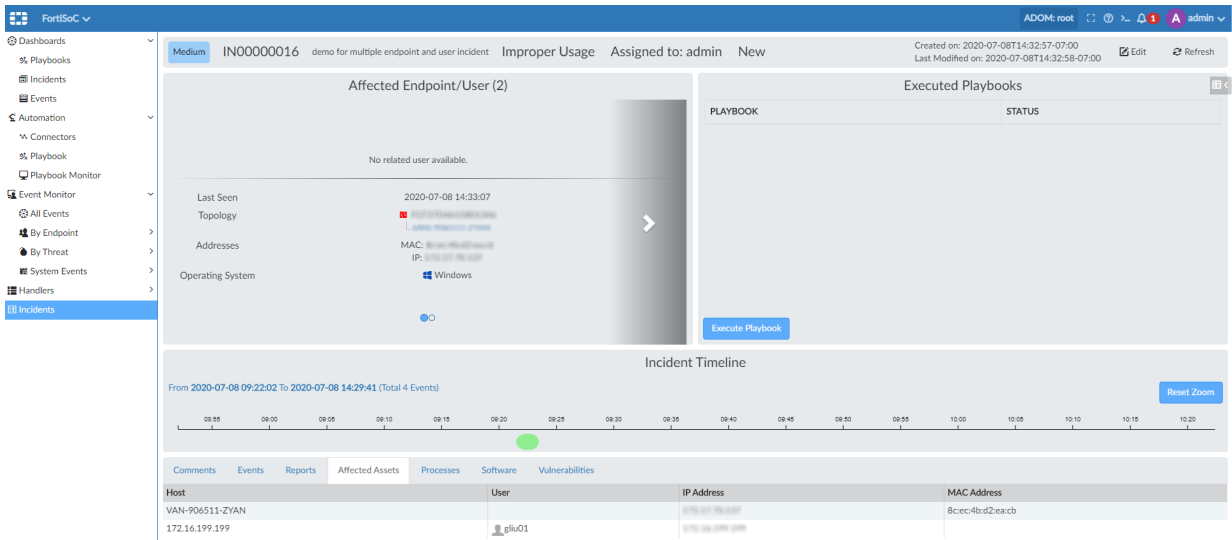 FortiSoC
ADOM: root
1
A admin
Dashboards
Playbooks
Incidents
Events
Automation
Connectors
Playbook
Playbook Monitor
Event Monitor
All Events
By Endpoint
By Threat
System Events
Handlers
Incidents
Medium IN00000016 demo for multiple endpoint and user incident Improper Usage Assigned to: admin New
Created on: 2020-07-08T14:32:57-07:00
Last Modified on: 2020-07-08T14:32:58-07:00
Edit Refresh
Affected Endpoint/User (2)
No related user available.
Last Seen 2020-07-08 14:33:07
Topology
Addresses MAC:
IP:
Operating System Windows
Executed Playbooks
PLAYBOOK STATUS
Execute Playbook
Incident Timeline
From 2020-07-08 09:22:02 To 2020-07-08 14:29:41 (Total 4 Events)
Reset Zoom
08:55 09:00 09:05 09:10 09:15 09:20 09:25 09:30 09:35 09:40 09:45 09:50 09:55 10:00 10:05 10:10 10:15 10:20
Comments Events Reports Affected Assets Processes Software Vulnerabilities
Host User IP Address MAC Address
VAN-906511-ZYAN 8c:ec:4b:d2:ea:cb
172.16.199.199 gliu01